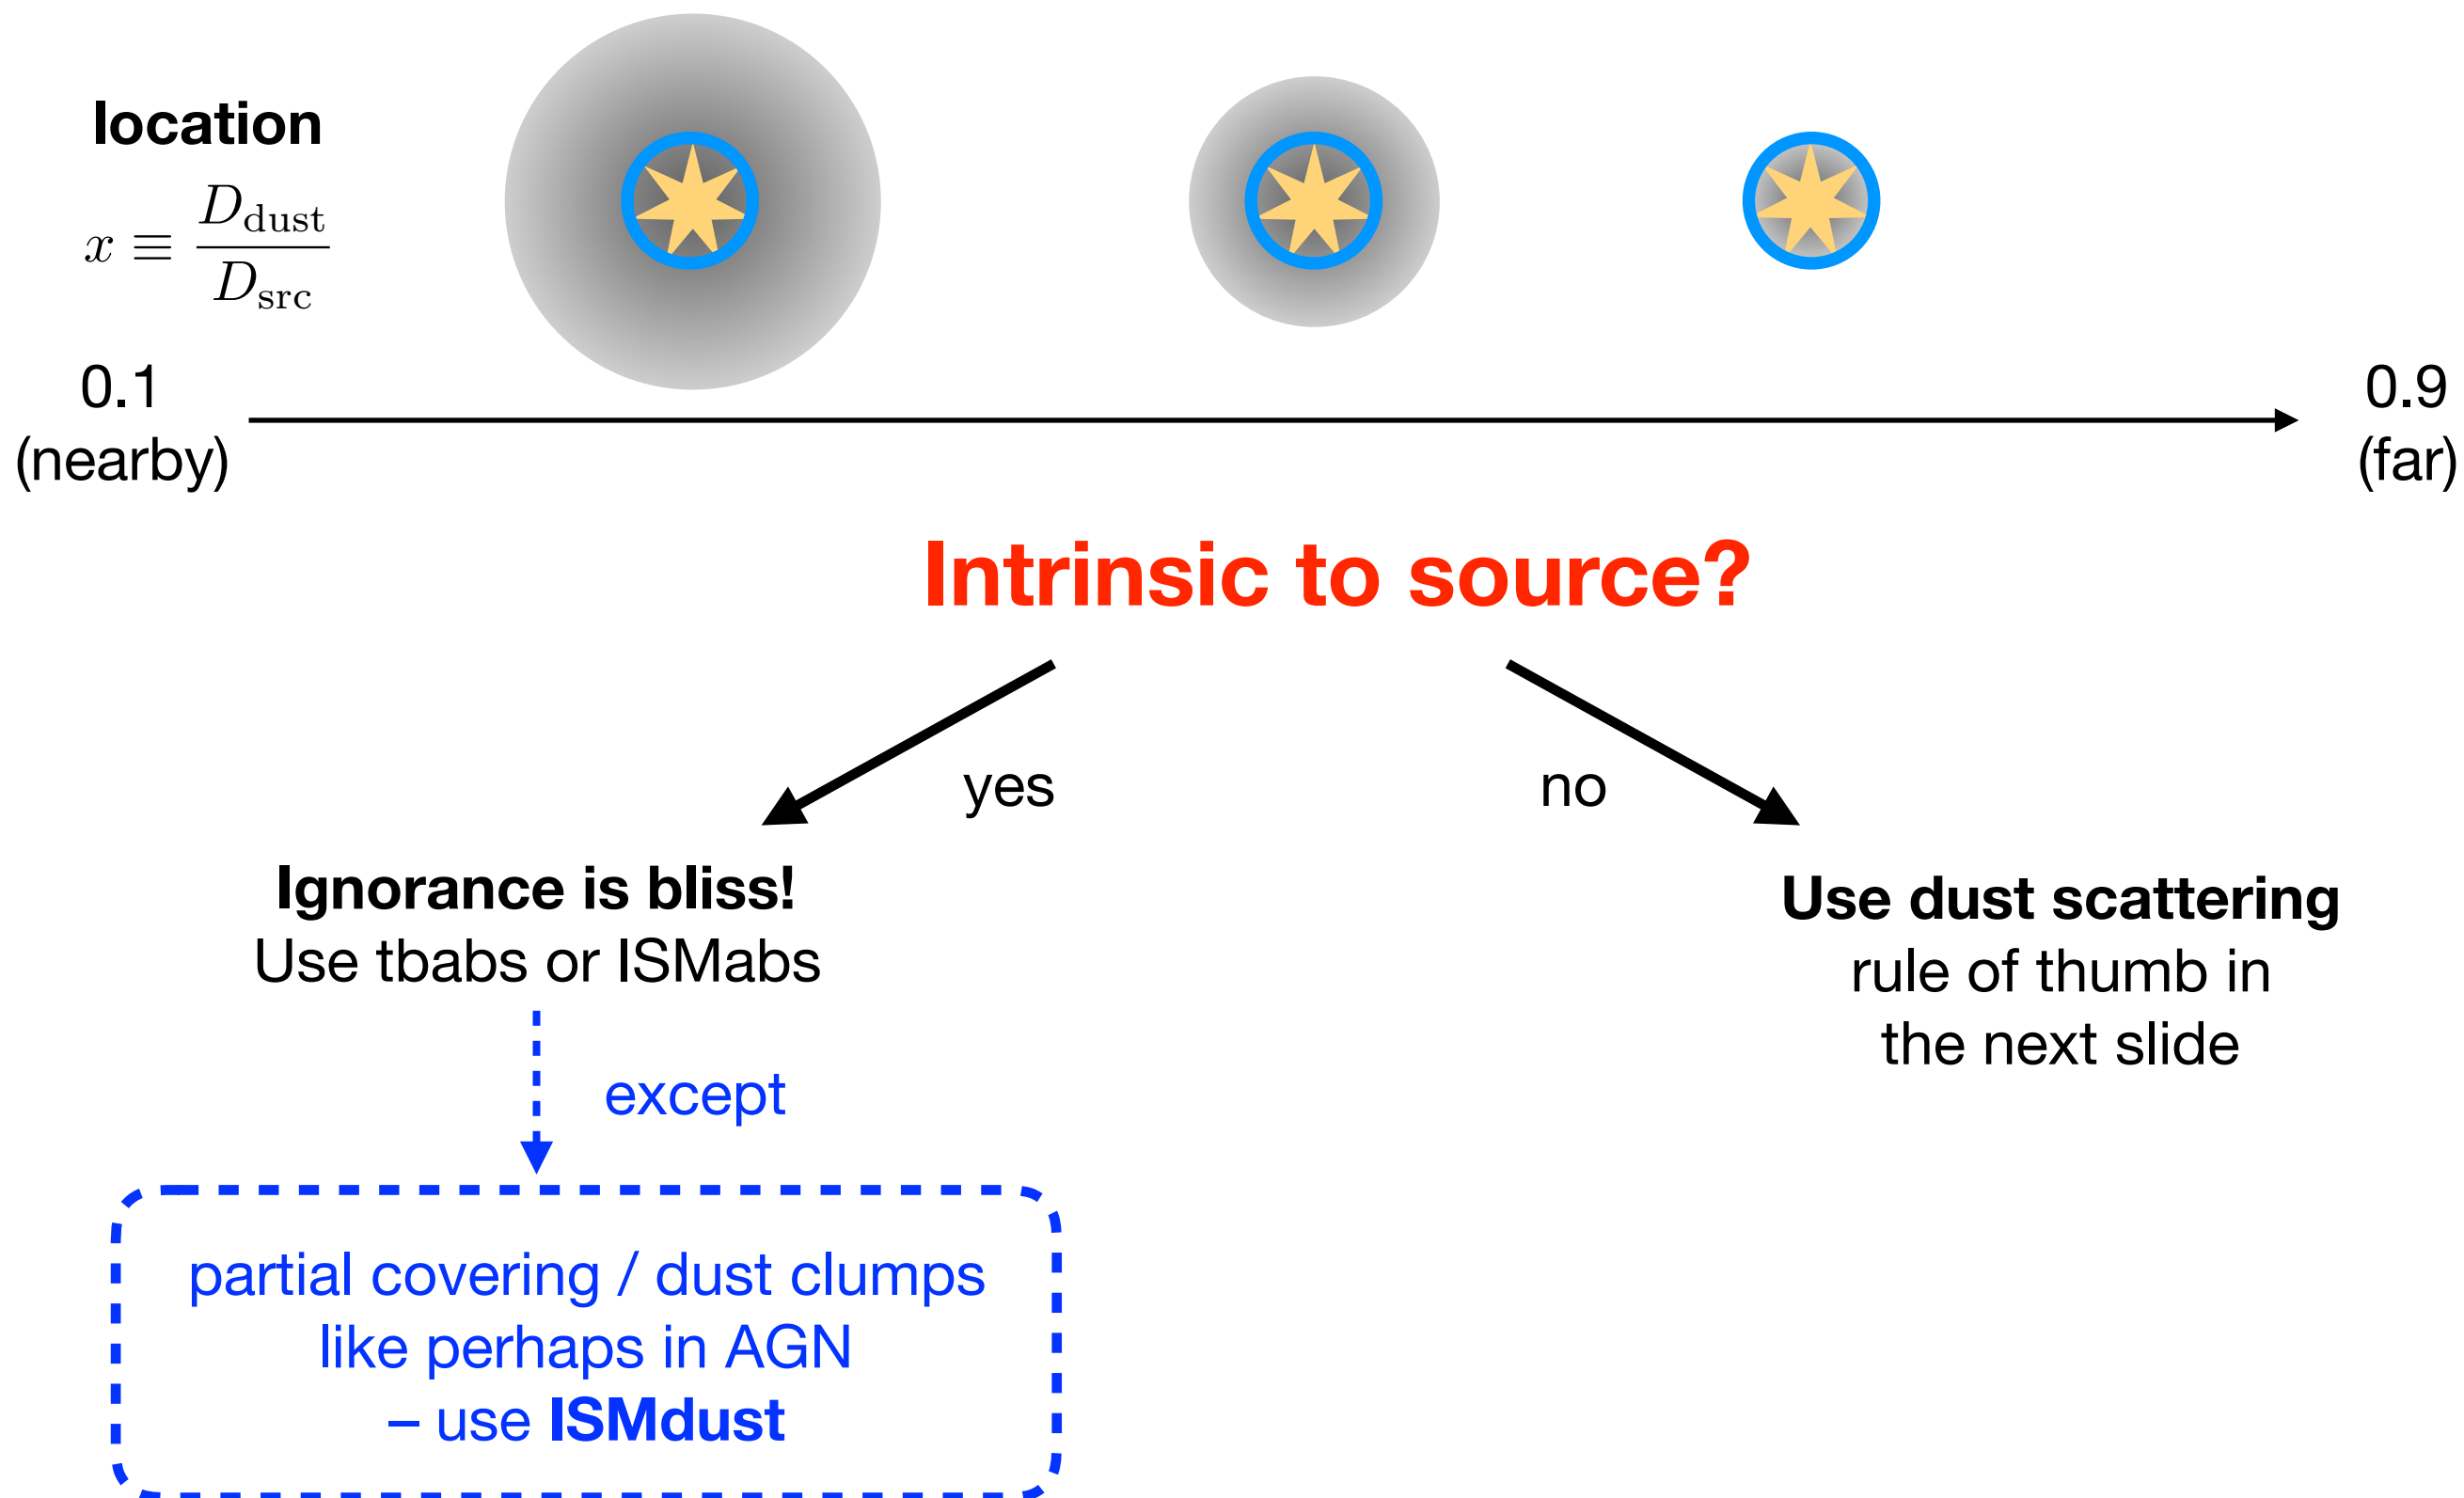 location
x ≡ D_dust / D_src
0.1
(nearby)
0.9
(far)
Intrinsic to source?
yes
no
Ignorance is bliss!
Use tbabs or ISMabs
except
partial covering / dust clumps
like perhaps in AGN
– use ISMdust
Use dust scattering
rule of thumb in
the next slide